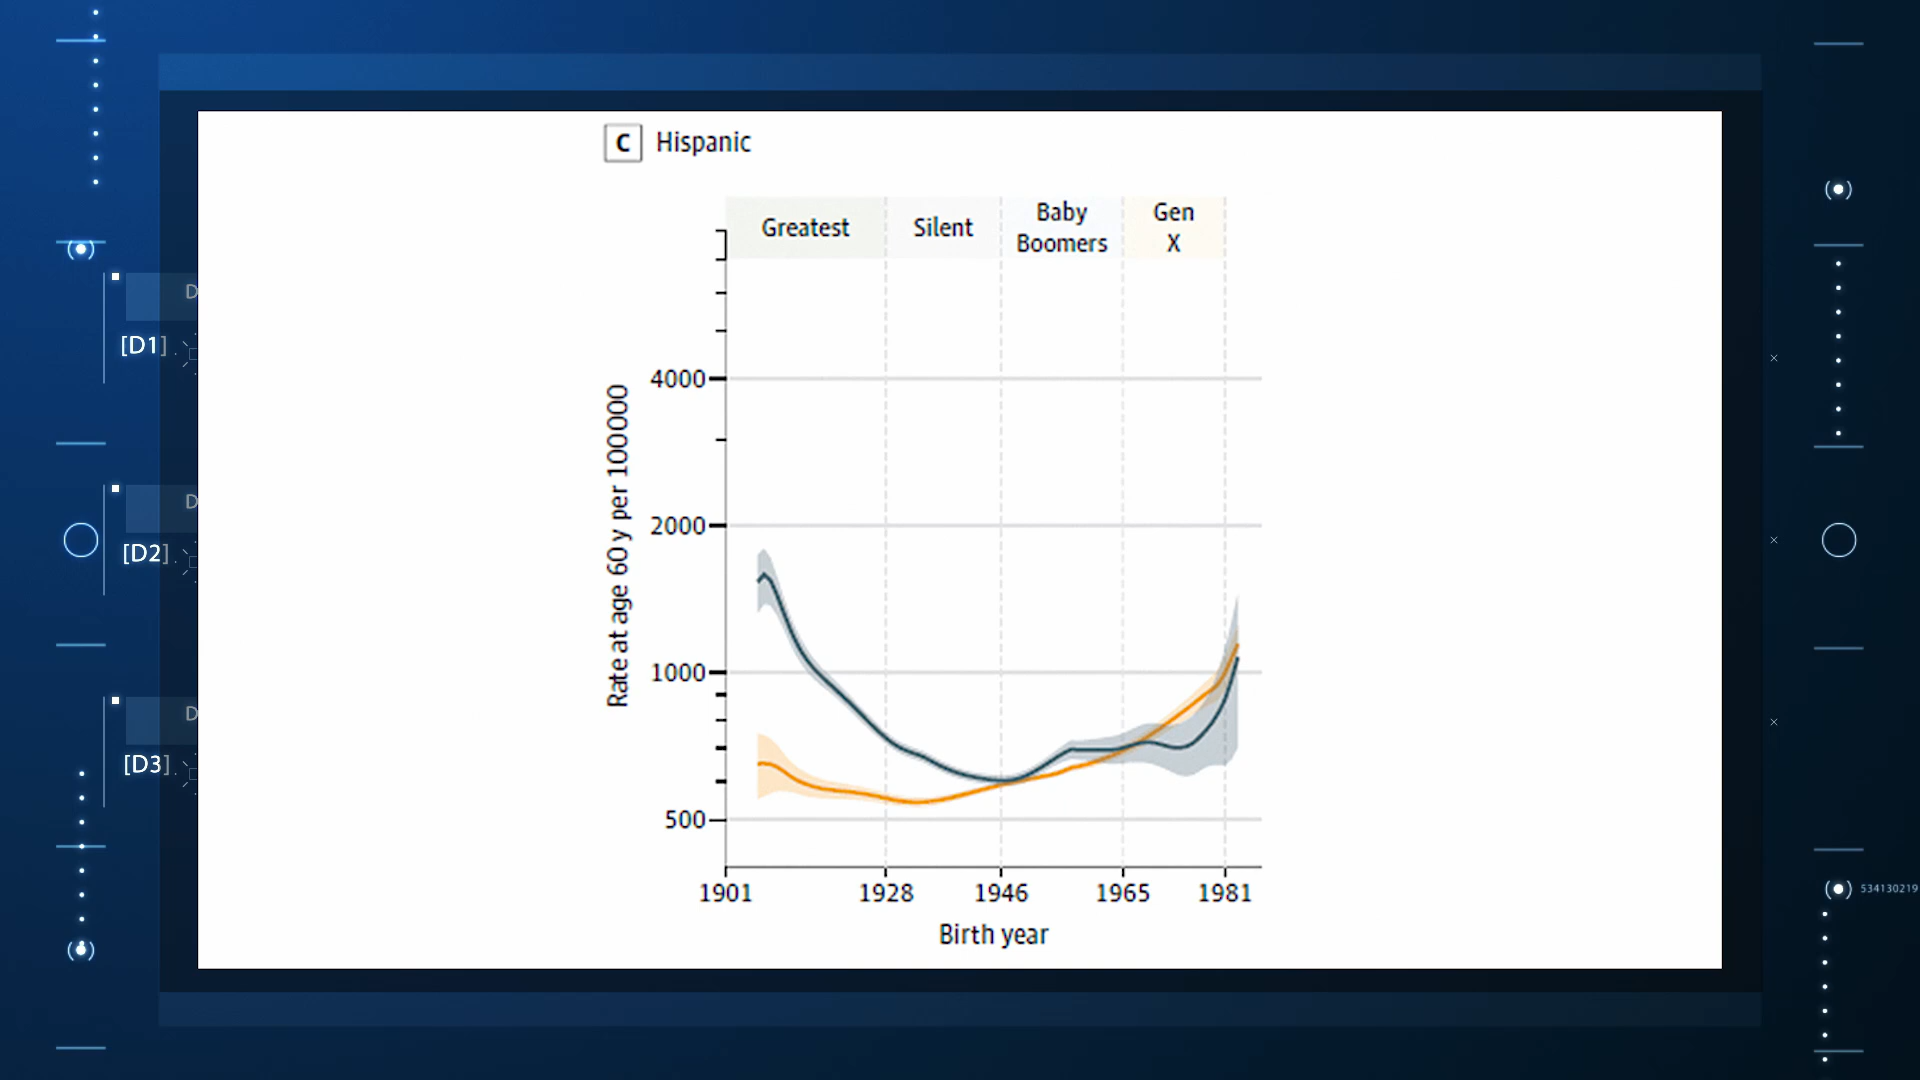 C Hispanic
Greatest
Silent
Baby
Boomers
Gen
X
Rate at age 60 y per 100000
4000
2000
1000
500
1901
1928
1946
1965
1981
Birth year
D
[D1]
D
[D2]
D
[D3]
534130219